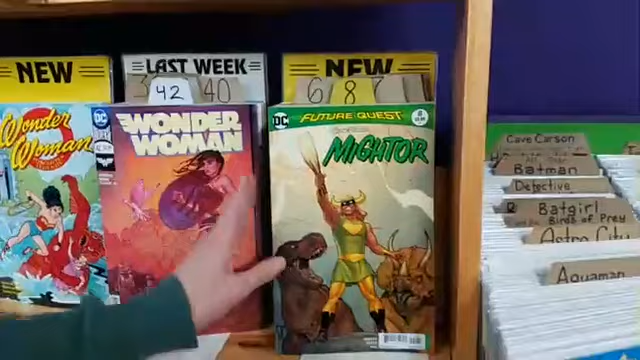 NEW
LAST WEEK
NEW
42
40
6 8 7
Wonder
Woman
DC
WONDER
WOMAN
DC
FUTURE QUEST
PRESENTS
MIGHTOR
Cave Carson
Batman
Detective
Batgirl
Birds of Prey
Astro City
Aquaman